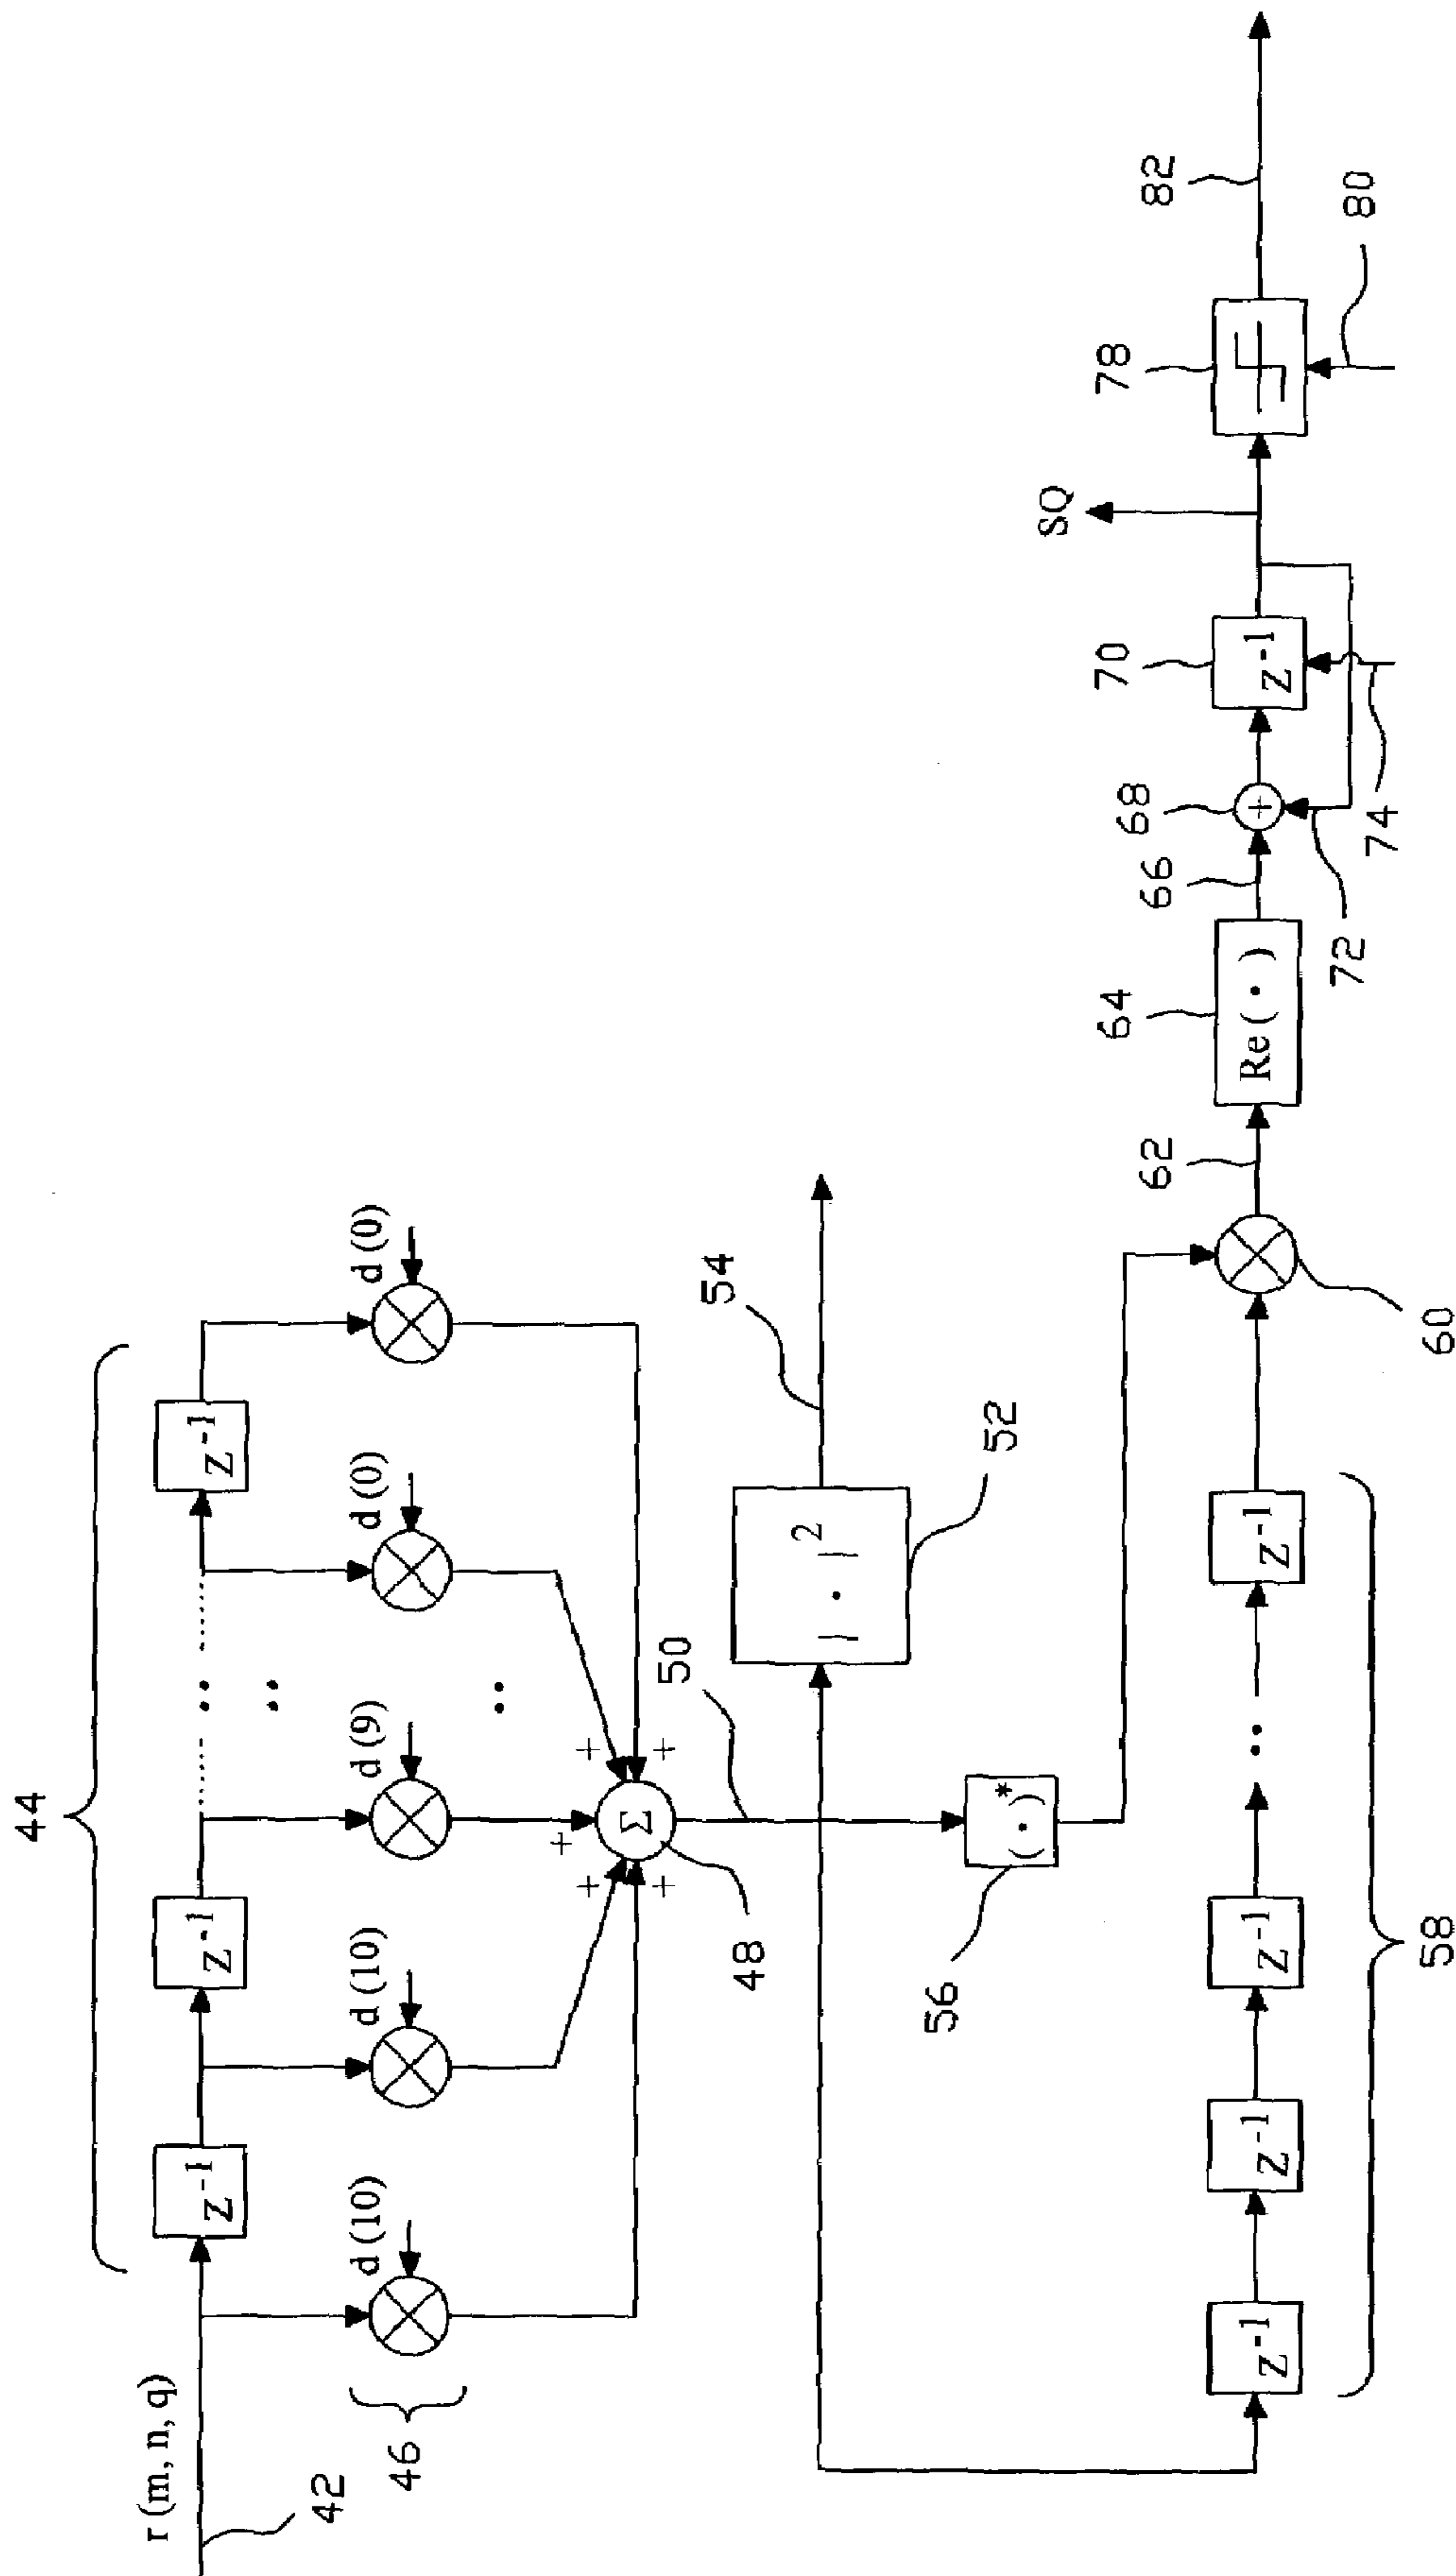 44
r (m, n, q)
z⁻¹
z⁻¹
z⁻¹
42
46
d (10)
d (10)
d (9)
d (0)
d (0)
+
+
+
+
+
Σ
48
50
| · |²
52
54
56
( · )*
z⁻¹
z⁻¹
z⁻¹
z⁻¹
58
60
62
Re ( · )
64
66
68
+
72
70
z⁻¹
74
SQ
78
80
82